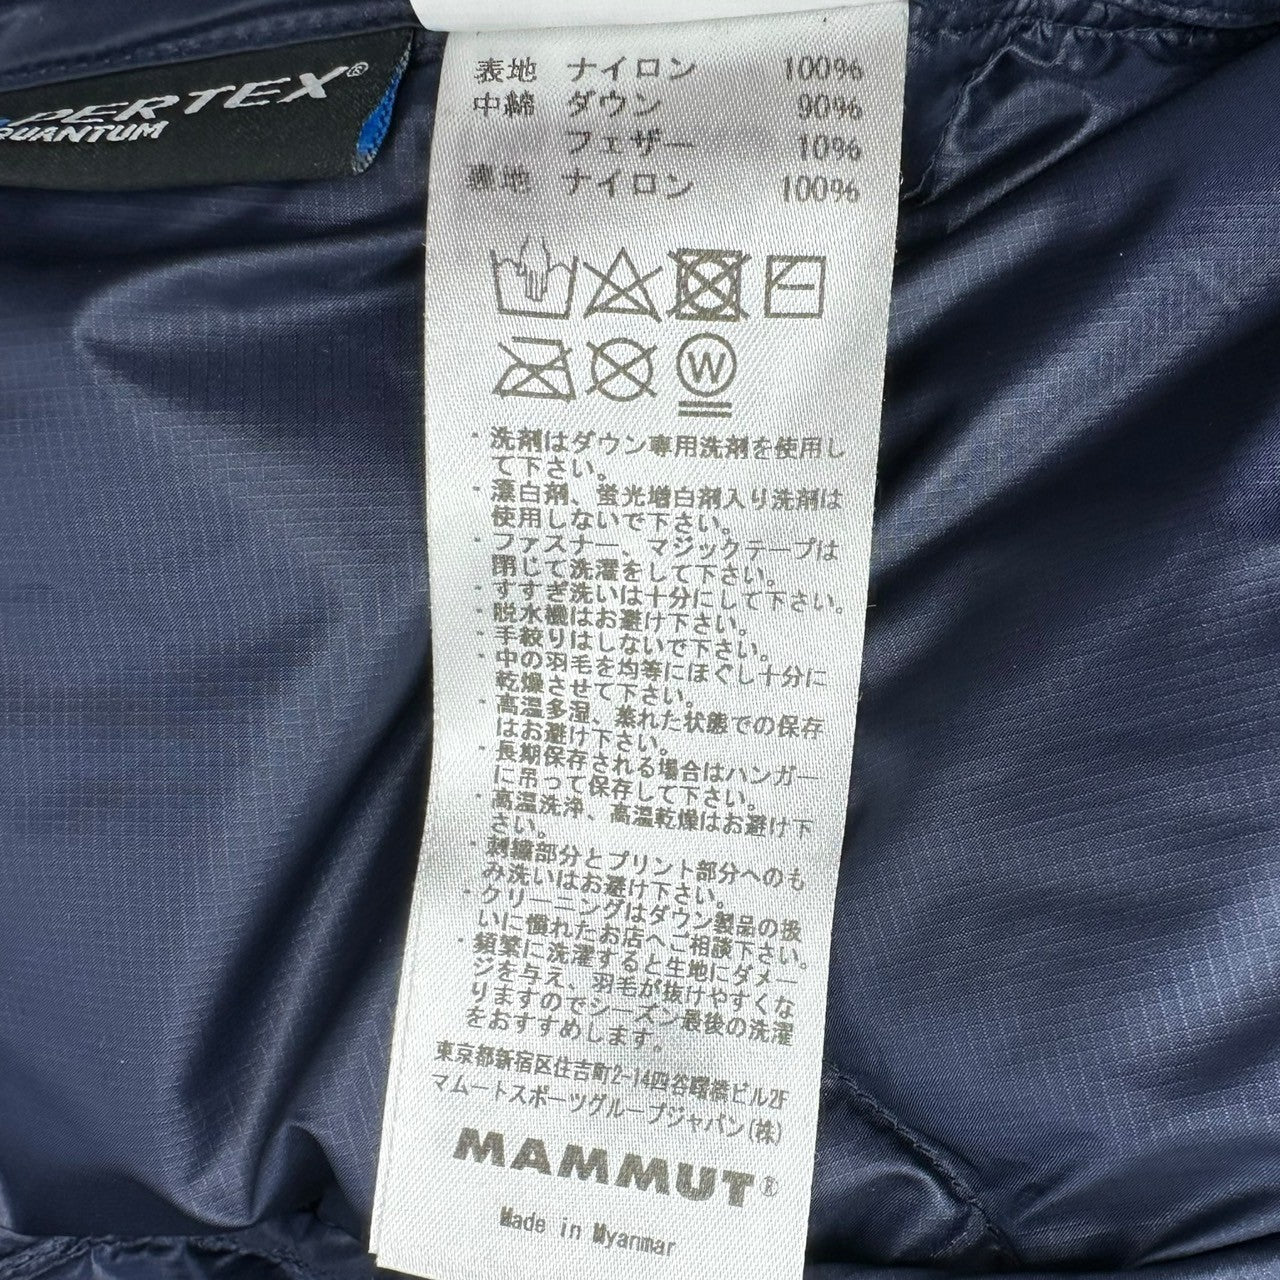 PERTEX®
QUANTUM
表地 ナイロン 100%
中綿 ダウン 90%
フェザー 10%
表地 ナイロン 100%
W
・洗剤はダウン専用洗剤を使用し
て下さい。
・漂白剤、蛍光増白剤入り洗剤は
使用しないで下さい。
・ファスナー、マジックテープは
閉じて洗濯をして下さい。
・すすぎ洗いは十分にして下さい。
・脱水機はお避け下さい。
・手絞りはしないで下さい。
・中の羽毛を均等にほぐし十分に
乾燥させて下さい。
・高温多湿、蒸れた状態での保存
はお避け下さい。
・長期保存される場合はハンガー
に吊って保存して下さい。
・高温洗浄、高温乾燥はお避け下
さい。
・刺繍部分とプリント部分へのも
み洗いはお避け下さい。
・クリーニングはダウン製品の扱
いに慣れたお店へご相談下さい。
・頻繁に洗濯すると生地にダメー
ジを与え、羽毛が抜けやすくな
りますのでシーズン最後の洗濯
をおすすめします。
東京都新宿区住吉町2-14四谷曙橋ビル2F
マムートスポーツグループジャパン(株)
MAMMUT®
Made in Myanmar